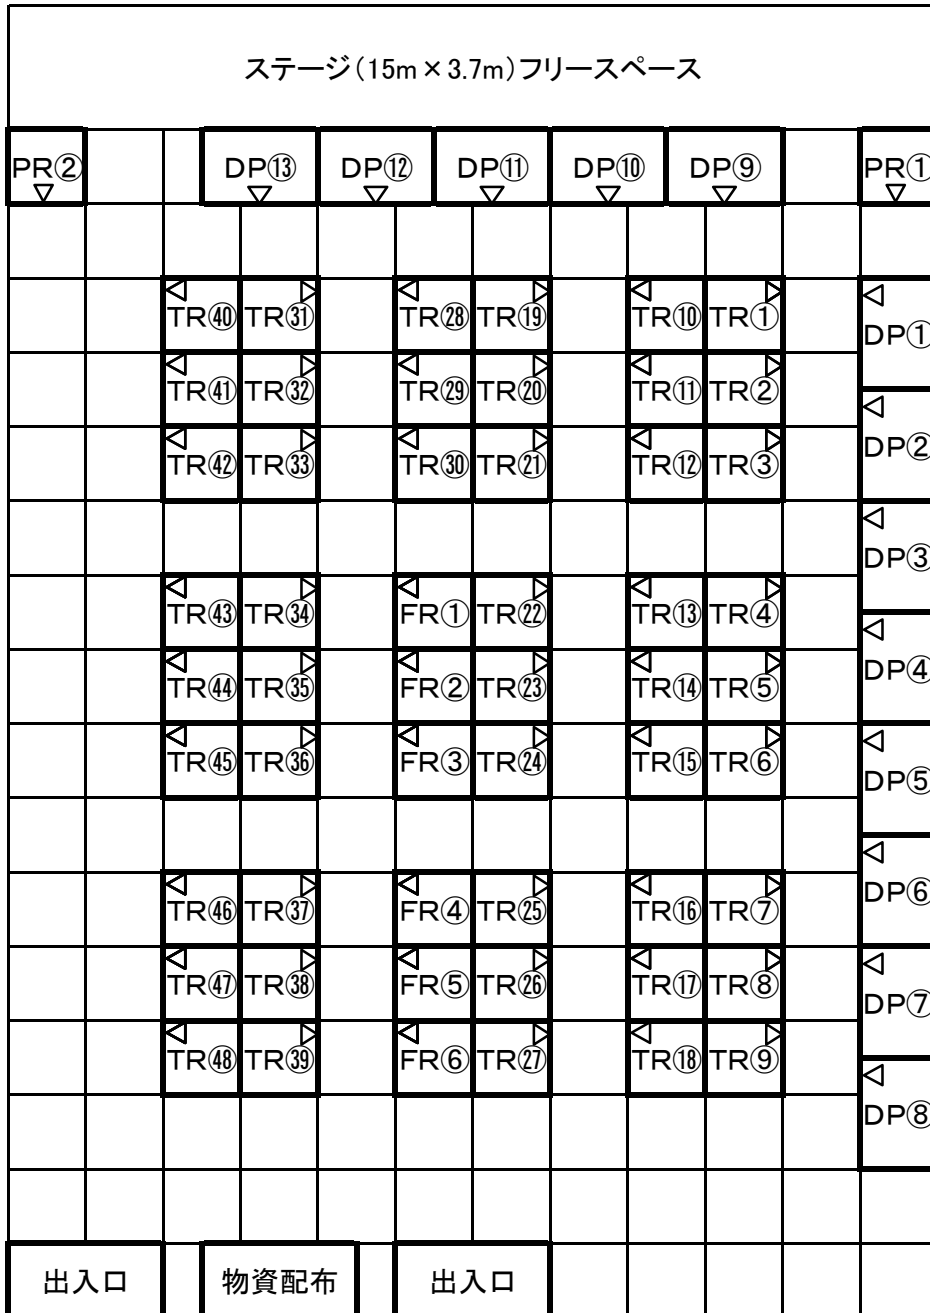 ステージ(15m×3.7m)フリースペース
PR② DP⑬ DP⑫ DP⑪ DP⑩ DP⑨ PR①
TR㊵ TR㉛ TR㉘ TR⑲ TR⑩ TR① DP①
TR㊶ TR㉜ TR㉙ TR⑳ TR⑪ TR② DP②
TR㊷ TR㉝ TR㉚ TR㉑ TR⑫ TR③
DP③
TR㊸ TR㉞ FR① TR㉒ TR⑬ TR④ DP④
TR㊹ TR㉟ FR② TR㉓ TR⑭ TR⑤
TR㊺ TR㊱ FR③ TR㉔ TR⑮ TR⑥ DP⑤
TR㊻ TR㊲ FR④ TR㉕ TR⑯ TR⑦ DP⑥
TR㊼ TR㊳ FR⑤ TR㉖ TR⑰ TR⑧ DP⑦
TR㊽ TR㊴ FR⑥ TR㉗ TR⑱ TR⑨
DP⑧
出入口 物資配布 出入口